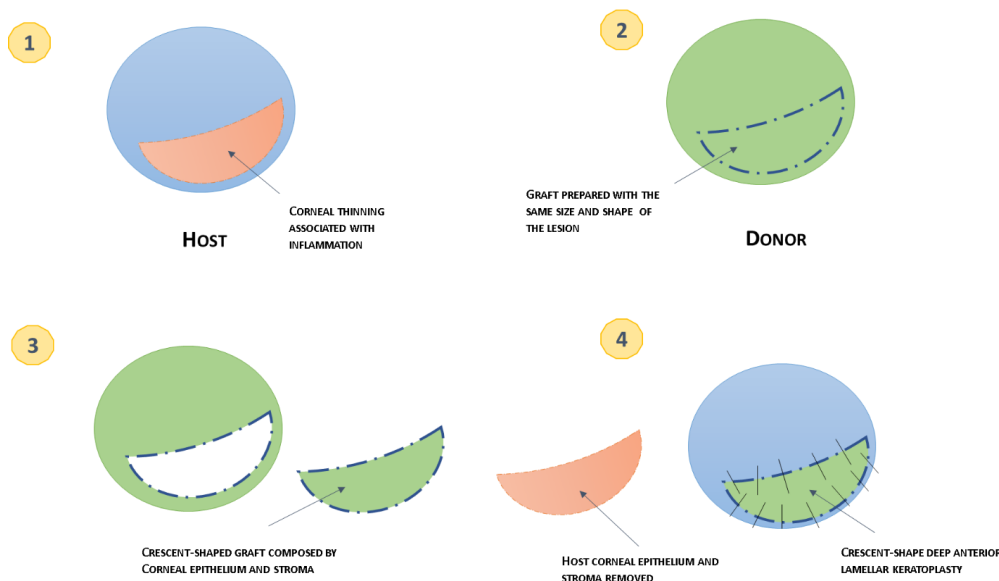 1
CORNEAL THINNING
ASSOCIATED WITH
INFLAMMATION
HOST
2
GRAFT PREPARED WITH THE
SAME SIZE AND SHAPE OF
THE LESION
DONOR
3
CRESCENT-SHAPED GRAFT COMPOSED BY
CORNEAL EPITHELIUM AND STROMA
4
HOST CORNEAL EPITHELIUM AND
STROMA REMOVED
CRESCENT-SHAPE DEEP ANTERIOR
LAMELLAR KERATOPLASTY